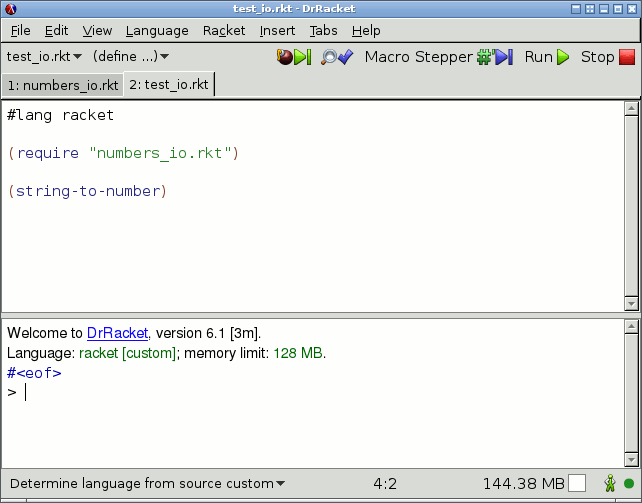 test_io.rkt - DrRacket
File Edit View Language Racket Insert Tabs Help
test_io.rkt (define ...) Macro Stepper Run Stop
1: numbers_io.rkt 2: test_io.rkt
#lang racket
(require "numbers_io.rkt")
(string-to-number)
Welcome to DrRacket, version 6.1 [3m].
Language: racket [custom]; memory limit: 128 MB.
#<eof>
>
Determine language from source custom 4:2 144.38 MB